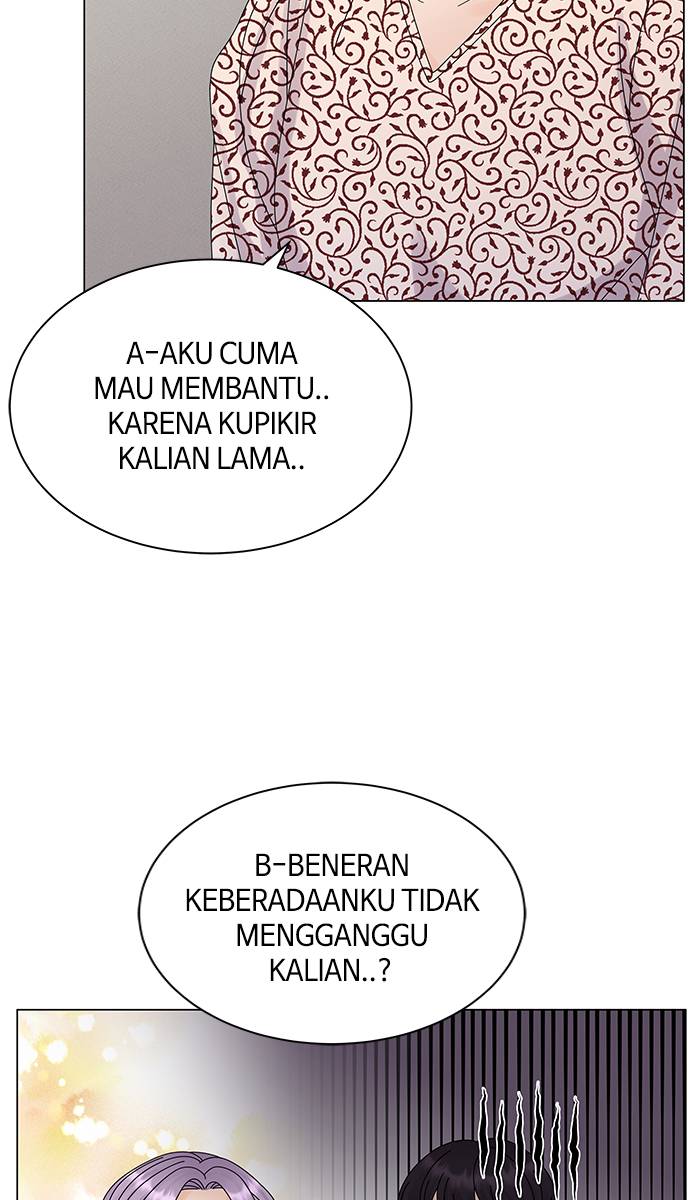 A-AKU CUMA
MAU MEMBANTU..
KARENA KUPIKIR
KALIAN LAMA..
B-BENERAN
KEBERADAANKU TIDAK
MENGGANGGU
KALIAN..?